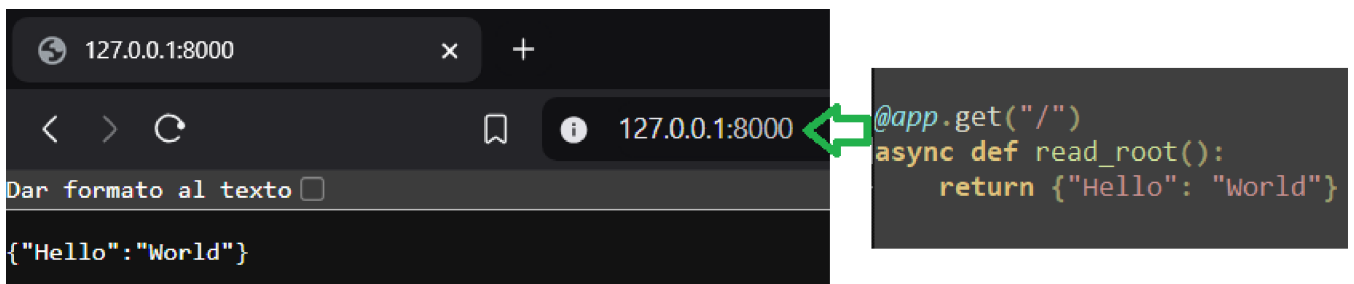 127.0.0.1:8000
127.0.0.1:8000
Dar formato al texto
{"Hello":"World"}
@app.get("/")
async def read_root():
    return {"Hello": "World"}